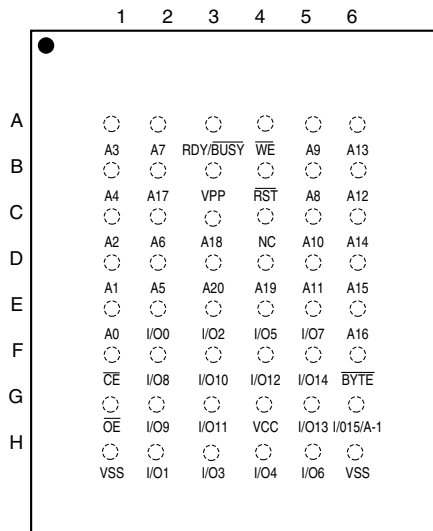 1 2 3 4 5 6
A
A3 A7 RDY/BUSY WE A9 A13
B
A4 A17 VPP RST A8 A12
C
A2 A6 A18 NC A10 A14
D
A1 A5 A20 A19 A11 A15
E
A0 I/O0 I/O2 I/O5 I/O7 A16
F
CE I/O8 I/O10 I/O12 I/O14 BYTE
G
OE I/O9 I/O11 VCC I/O13 I/015/A-1
H
VSS I/O1 I/O3 I/O4 I/O6 VSS